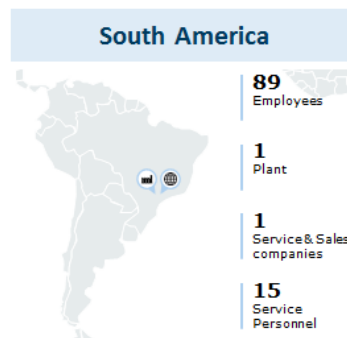 South America
89
Employees
1
Plant
1
Service & Sales
companies
15
Service
Personnel